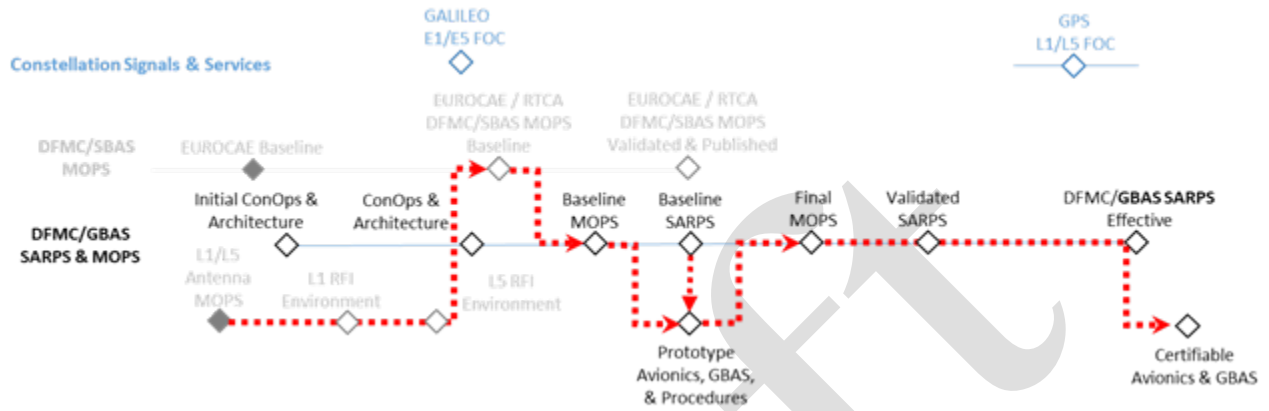 GALILEO
E1/E5 FOC
GPS
L1/L5 FOC
Constellation Signals & Services
EUROCAE / RTCA
DFMC/SBAS MOPS
Baseline
EUROCAE / RTCA
DFMC/SBAS MOPS
Validated & Published
DFMC/SBAS
MOPS
EUROCAE Baseline
Initial ConOps &
Architecture
ConOps &
Architecture
Baseline
MOPS
Baseline
SARPS
Final
MOPS
Validated
SARPS
DFMC/GBAS SARPS
Effective
DFMC/GBAS
SARPS & MOPS
L1/L5
Antenna
MOPS
L1 RFI
Environment
L5 RFI
Environment
Prototype
Avionics, GBAS,
& Procedures
Certifiable
Avionics & GBAS